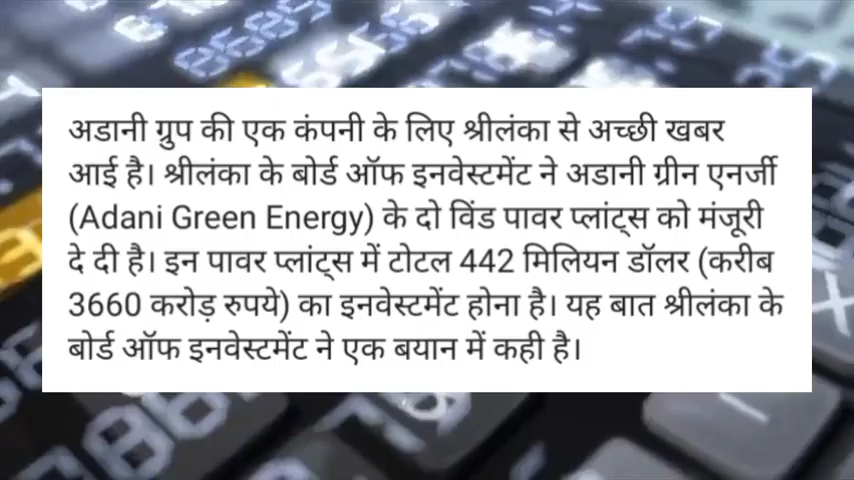 अडानी ग्रुप की एक कंपनी के लिए श्रीलंका से अच्छी खबर
आई है। श्रीलंका के बोर्ड ऑफ इनवेस्टमेंट ने अडानी ग्रीन एनर्जी
(Adani Green Energy) के दो विंड पावर प्लांट्स को मंजूरी
दे दी है। इन पावर प्लांट्स में टोटल 442 मिलियन डॉलर (करीब
3660 करोड़ रुपये) का इनवेस्टमेंट होना है। यह बात श्रीलंका के
बोर्ड ऑफ इनवेस्टमेंट ने एक बयान में कही है।